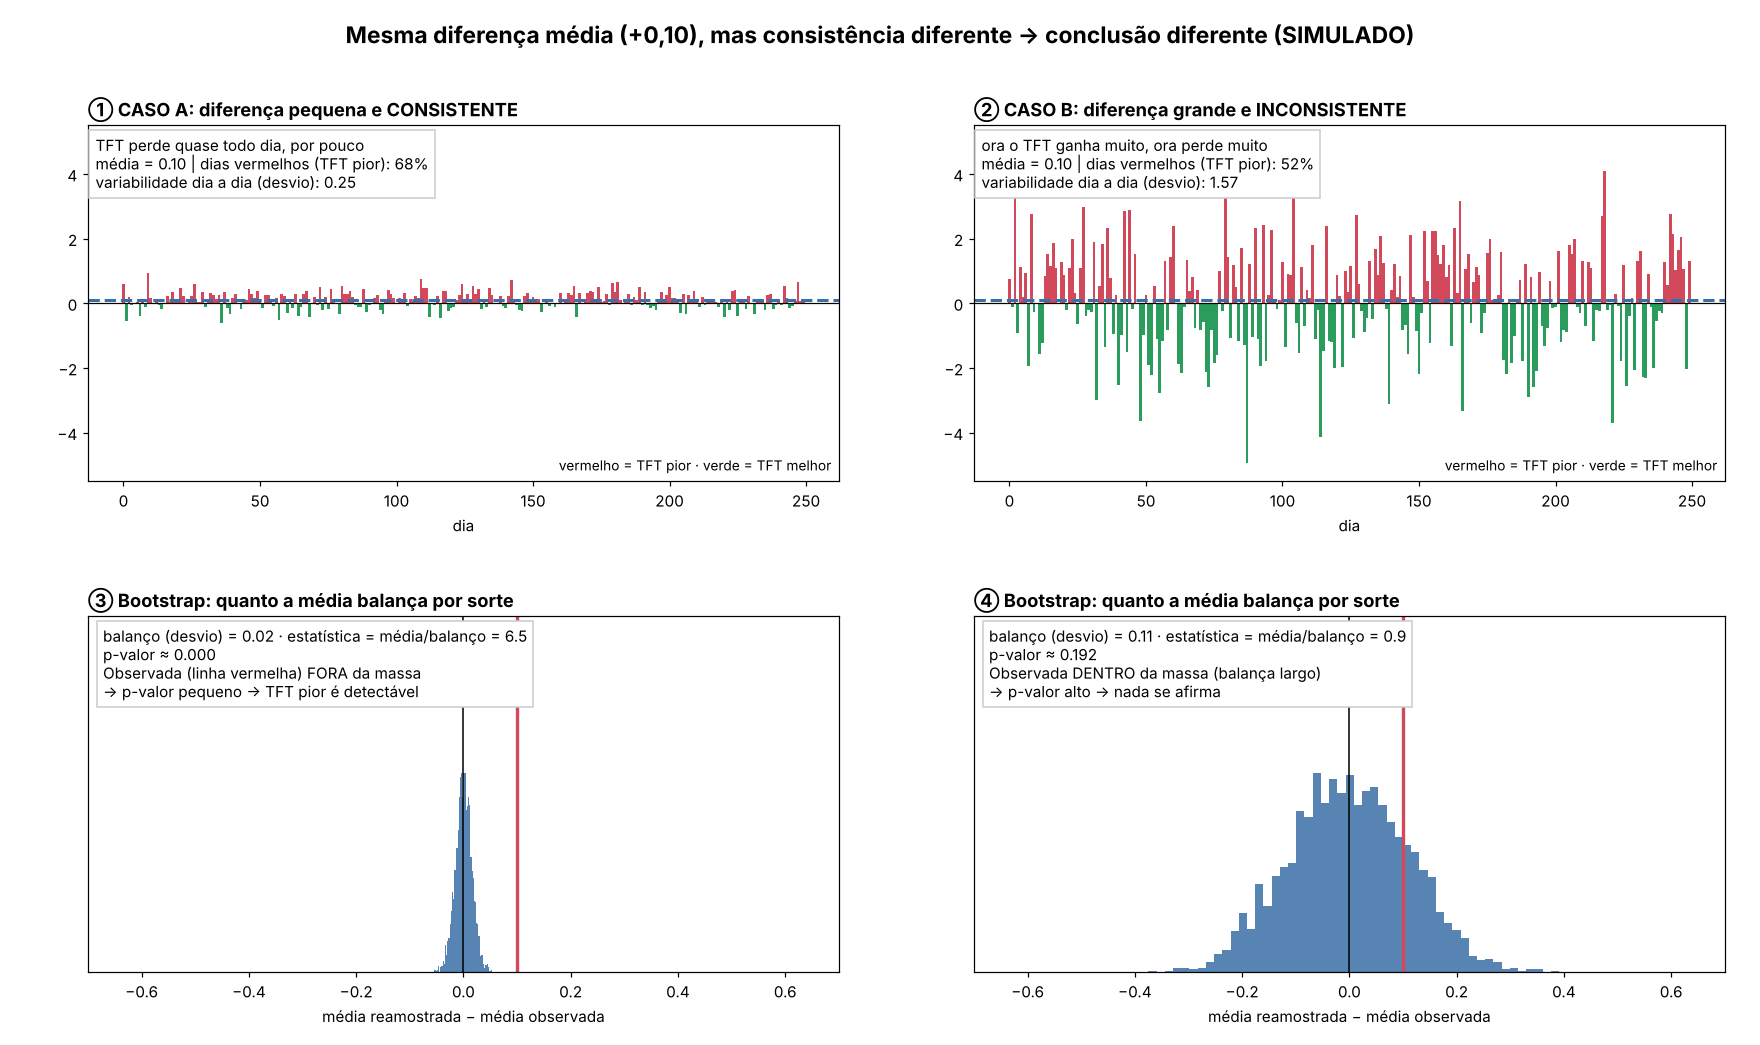 Mesma diferença média (+0,10), mas consistência diferente → conclusão diferente (SIMULADO)
① CASO A: diferença pequena e CONSISTENTE
TFT perde quase todo dia, por pouco
média = 0.10 | dias vermelhos (TFT pior): 68%
variabilidade dia a dia (desvio): 0.25
4
2
0
−2
−4
vermelho = TFT pior · verde = TFT melhor
0 50 100 150 200 250
dia
② CASO B: diferença grande e INCONSISTENTE
ora o TFT ganha muito, ora perde muito
média = 0.10 | dias vermelhos (TFT pior): 52%
variabilidade dia a dia (desvio): 1.57
4
2
0
−2
−4
vermelho = TFT pior · verde = TFT melhor
0 50 100 150 200 250
dia
③ Bootstrap: quanto a média balança por sorte
balanço (desvio) = 0.02 · estatística = média/balanço = 6.5
p-valor ≈ 0.000
Observada (linha vermelha) FORA da massa
→ p-valor pequeno → TFT pior é detectável
−0.6 −0.4 −0.2 0.0 0.2 0.4 0.6
média reamostrada − média observada
④ Bootstrap: quanto a média balança por sorte
balanço (desvio) = 0.11 · estatística = média/balanço = 0.9
p-valor ≈ 0.192
Observada DENTRO da massa (balança largo)
→ p-valor alto → nada se afirma
−0.6 −0.4 −0.2 0.0 0.2 0.4 0.6
média reamostrada − média observada